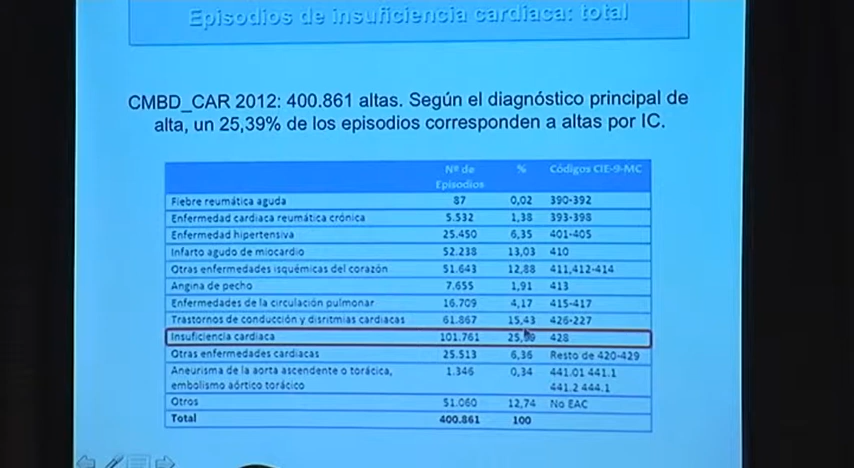 Episodios de insuficiencia cardiaca: total
CMBD_CAR 2012: 400.861 altas. Según el diagnóstico principal de
alta, un 25,39% de los episodios corresponden a altas por IC.
Nº de Episodios % Códigos CIE-9-MC
Fiebre reumática aguda 87 0,02 390-392
Enfermedad cardiaca reumática crónica 5.532 1,38 393-398
Enfermedad hipertensiva 25.450 6,35 401-405
Infarto agudo de miocardio 52.238 13,03 410
Otras enfermedades isquémicas del corazón 51.643 12,88 411,412-414
Angina de pecho 7.655 1,91 413
Enfermedades de la circulación pulmonar 16.709 4,17 415-417
Trastornos de conducción y disritmias cardiacas 61.867 15,43 426-227
Insuficiencia cardiaca 101.761 428
Otras enfermedades cardiacas 25.513 6,36 Resto de 420-429
Aneurisma de la aorta ascendente o torácica, 1.346 0,34 441.01 441.1
embolismo aórtico torácico 441.2 444.1
Otros 51.060 12,74 No EAC
Total 400.861 100